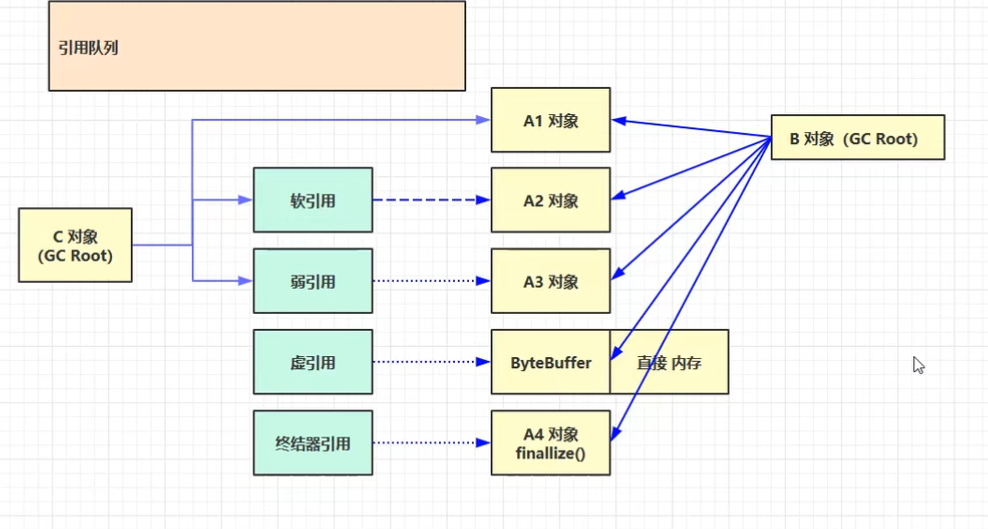 引用队列
A1 对象
B 对象（GC Root）
软引用
A2 对象
C 对象
(GC Root)
弱引用
A3 对象
虚引用
ByteBuffer
直接 内存
终结器引用
A4 对象
finallize()